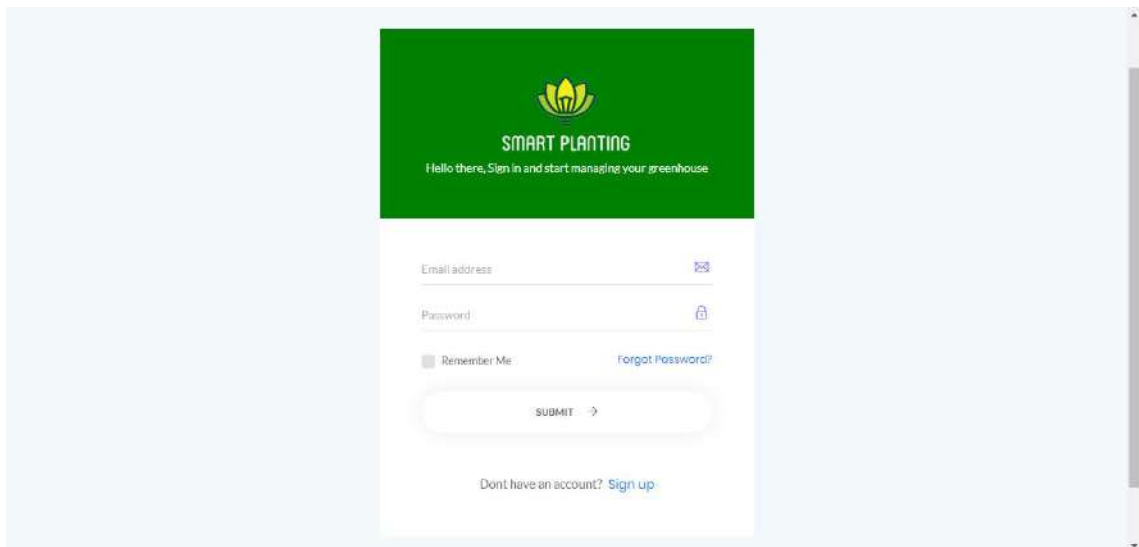 SMART PLANTING
Hello there, Sign in and start managing your greenhouse
Email address
Password
Remember Me Forgot Password?
SUBMIT →
Dont have an account? Sign up